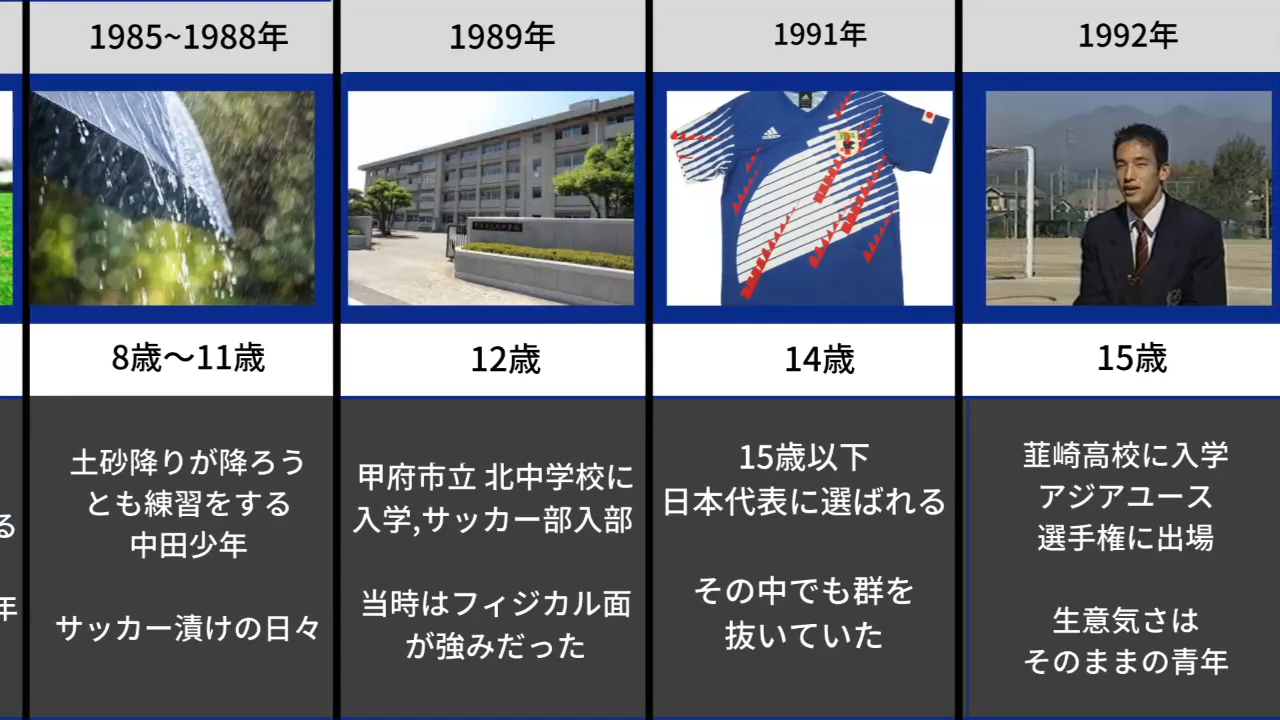 1985~1988年
8歳〜11歳
土砂降りが降ろう
とも練習をする
中田少年
サッカー漬けの日々
1989年
12歳
甲府市立 北中学校に
入学,サッカー部入部
当時はフィジカル面
が強みだった
1991年
14歳
15歳以下
日本代表に選ばれる
その中でも群を
抜いていた
1992年
15歳
韮崎高校に入学
アジアユース
選手権に出場
生意気さは
そのままの青年
る
年